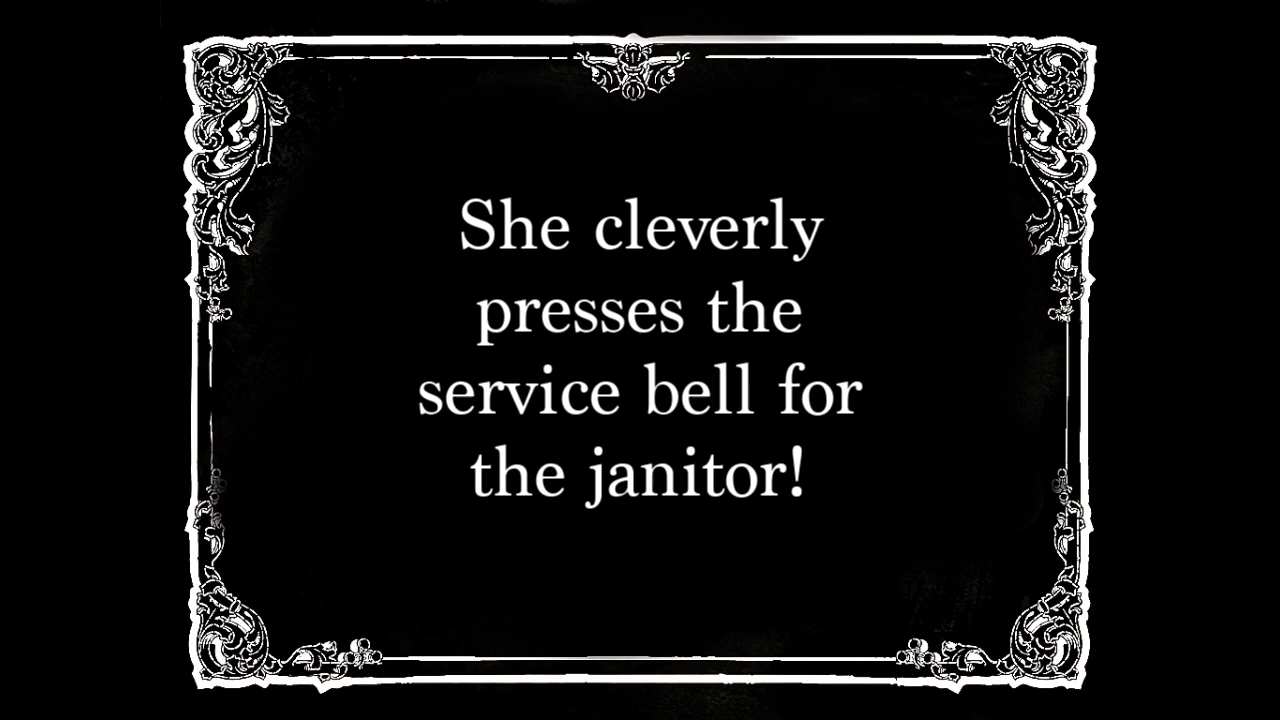 She cleverly
presses the
service bell for
the janitor!